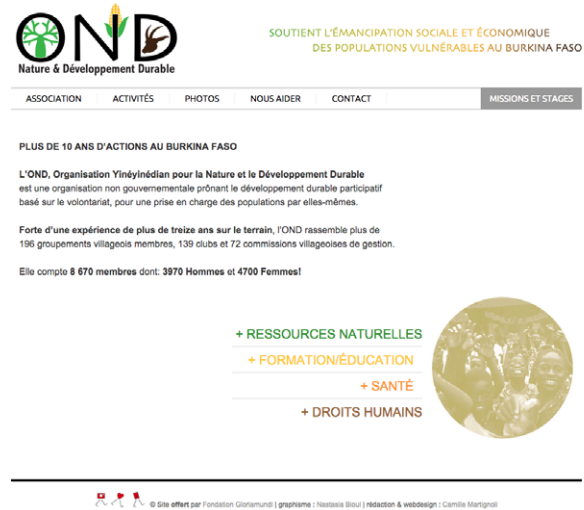 OND
Nature & Développement Durable
SOUTIENT L'ÉMANCIPATION SOCIALE ET ÉCONOMIQUE
DES POPULATIONS VULNÉRABLES AU BURKINA FASO
ASSOCIATION ACTIVITÉS PHOTOS NOUS AIDER CONTACT MISSIONS ET STAGES
PLUS DE 10 ANS D'ACTIONS AU BURKINA FASO
L'OND, Organisation Yinéyinédian pour la Nature et le Développement Durable
est une organisation non gouvernementale prônant le développement durable participatif
basé sur le volontariat, pour une prise en charge des populations par elles-mêmes.
Forte d'une expérience de plus de treize ans sur le terrain, l'OND rassemble plus de
196 groupements villageois membres, 139 clubs et 72 commissions villageoises de gestion.
Elle compte 8 670 membres dont: 3970 Hommes et 4700 Femmes!
+ RESSOURCES NATURELLES
+ FORMATION/ÉDUCATION
+ SANTÉ
+ DROITS HUMAINS
© Site offert par Fondation Gloriamundi | graphisme : Nastasia Bioul | rédaction & webdesign : Camille Martignoli